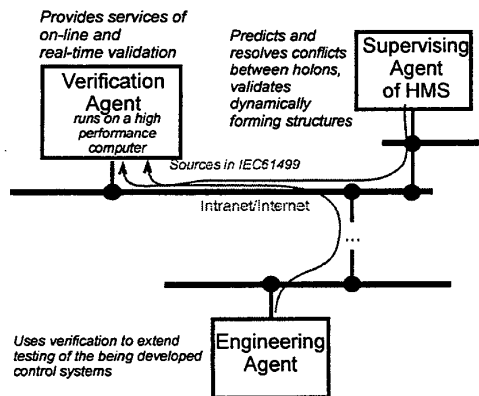 Provides services of
on-line and
real-time validation
Verification
Agent
runs on a high
performance
computer
Predicts and
resolves conflicts
between holons,
validates
dynamically
forming structures
Supervising
Agent
of HMS
Sources in IEC61499
Intranet/Internet
...
Uses verification to extend
testing of the being developed
control systems
Engineering
Agent